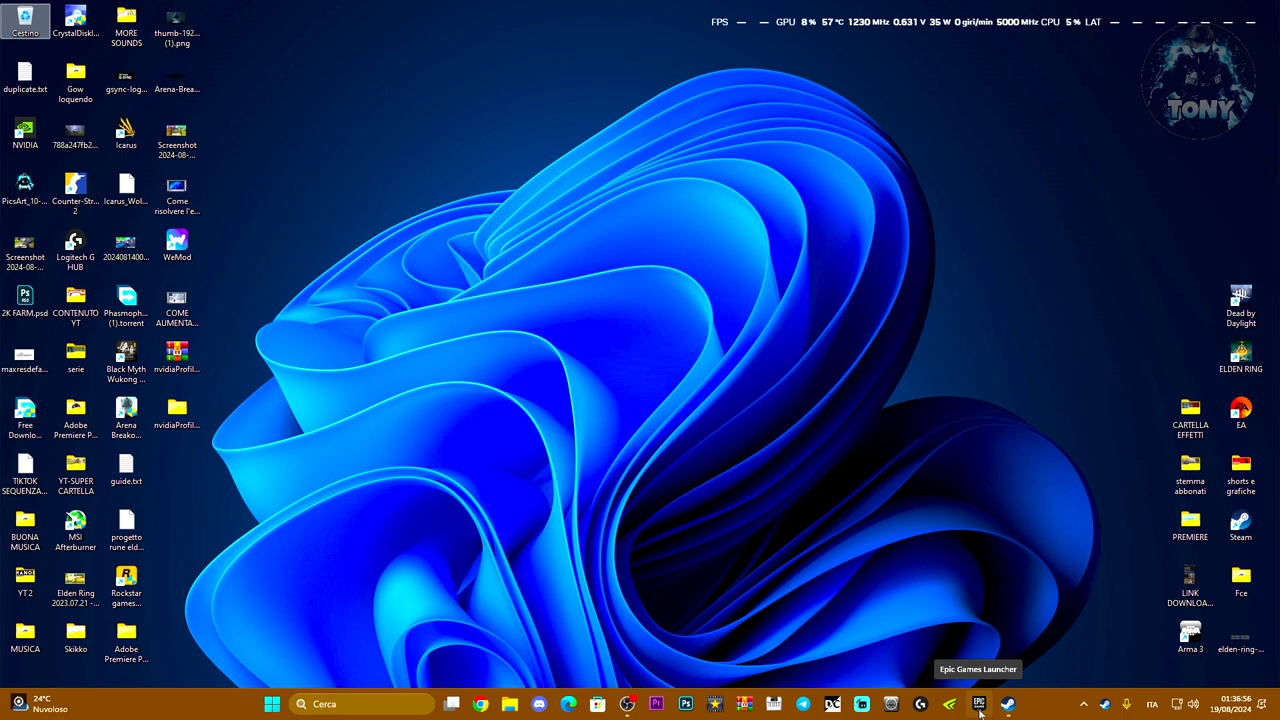 FPS — — GPU 8 % 57 °C 1230 MHz 0.631 V 35 W 0 giri/min 5000 MHz CPU 5 % LAT — — — — — — — —
TONY
Cestino
CrystalDiskI...
MORE
SOUNDS
thumb-192...
(1).png
duplicate.txt
Gow
loquendo
gsync-log...
Arena-Brea...
NVIDIA
788a247fb2...
Icarus
Screenshot
2024-08-...
PicsArt_10-...
Counter-Str...
2
Icarus_Wol...
Come
risolvere l'e...
Screenshot
2024-08-...
Logitech G
HUB
2024081400...
WeMod
2K FARM.psd
CONTENUTO
YT
Phasmoph...
(1).torrent
COME
AUMENTA...
maxresdefa...
serie
Black Myth
Wukong ...
nvidiaProfil...
Free
Downlo...
Adobe
Premiere P...
Arena
Breako...
nvidiaProfil...
TIKTOK
SEQUENZA...
YT-SUPER
CARTELLA
guide.txt
BUONA
MUSICA
MSI
Afterburner
progetto
rune eld...
YT 2
Elden Ring
2023.07.21 -...
Rockstar
games...
MUSICA
Skikko
Adobe
Premiere P...
Dead by
Daylight
ELDEN RING
CARTELLA
EFFETTI
EA
stemma
abbonati
shorts e
grafiche
PREMIERE
Steam
LINK
DOWNLOA...
Fce
Arma 3
elden-ring-...
Epic Games Launcher
24°C
Nuvoloso
Cerca
ITA
01:36:56
19/08/2024